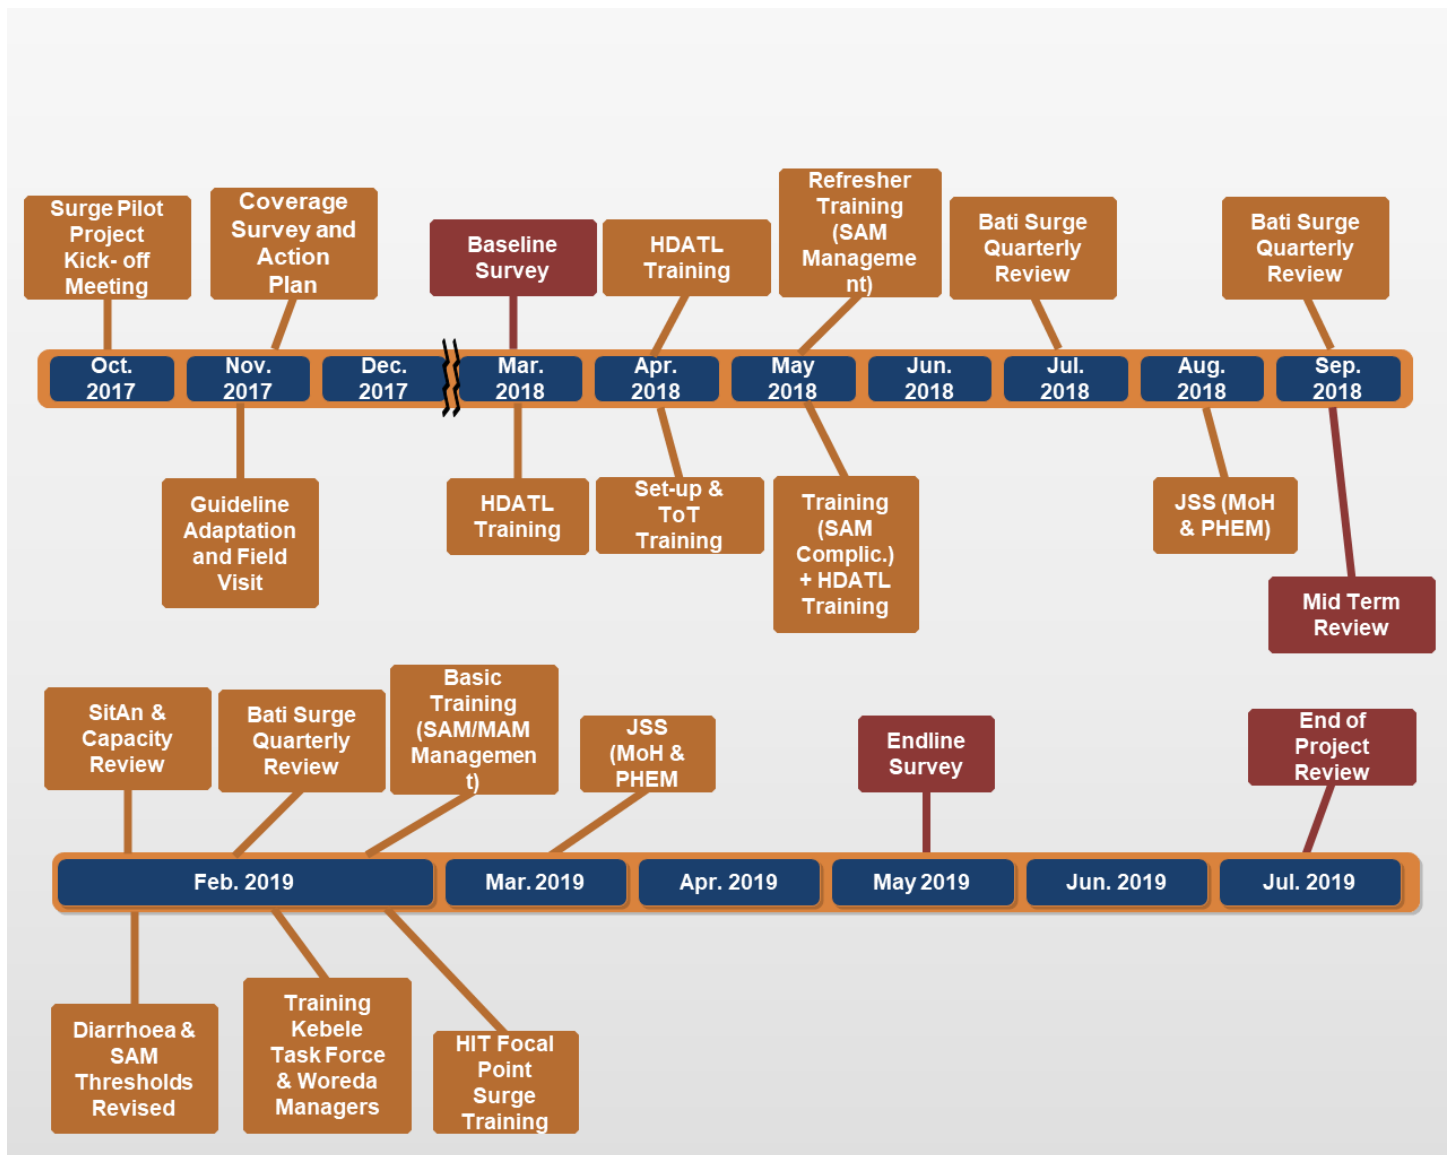 Surge Pilot
Project
Kick- off
Meeting
Coverage
Survey and
Action
Plan
Baseline
Survey
HDATL
Training
Refresher
Training
(SAM
Manageme
nt)
Bati Surge
Quarterly
Review
Bati Surge
Quarterly
Review
Oct.
2017
Nov.
2017
Dec.
2017
Mar.
2018
Apr.
2018
May
2018
Jun.
2018
Jul.
2018
Aug.
2018
Sep.
2018
Guideline
Adaptation
and Field
Visit
HDATL
Training
Set-up &
ToT
Training
Training
(SAM
Complic.)
+ HDATL
Training
JSS (MoH
& PHEM)
Mid Term
Review
SitAn &
Capacity
Review
Bati Surge
Quarterly
Review
Basic
Training
(SAM/MAM
Managemen
t)
JSS
(MoH &
PHEM
Endline
Survey
End of
Project
Review
Feb. 2019
Mar. 2019
Apr. 2019
May 2019
Jun. 2019
Jul. 2019
Diarrhoea &
SAM
Thresholds
Revised
Training
Kebele
Task Force
& Woreda
Managers
HIT Focal
Point
Surge
Training